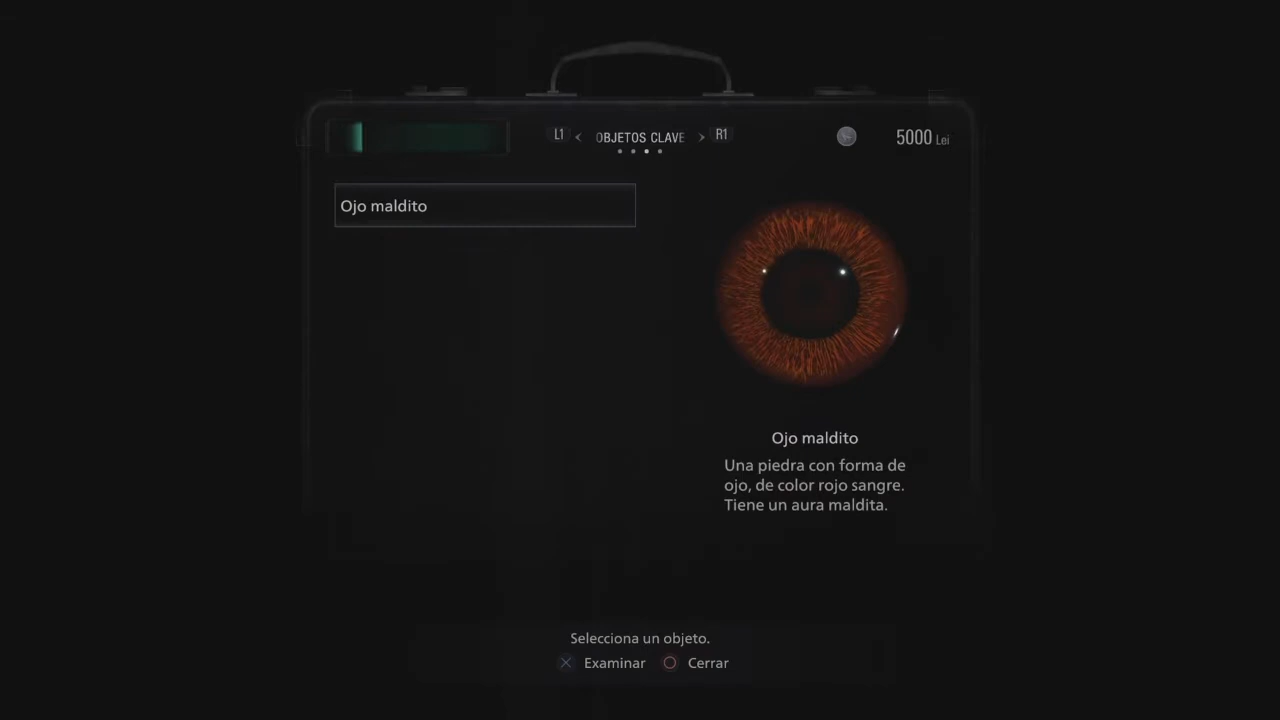 L1 < OBJETOS CLAVE > R1
5000 Lei
Ojo maldito
Ojo maldito
Una piedra con forma de
ojo, de color rojo sangre.
Tiene un aura maldita.
Selecciona un objeto.
Examinar Cerrar